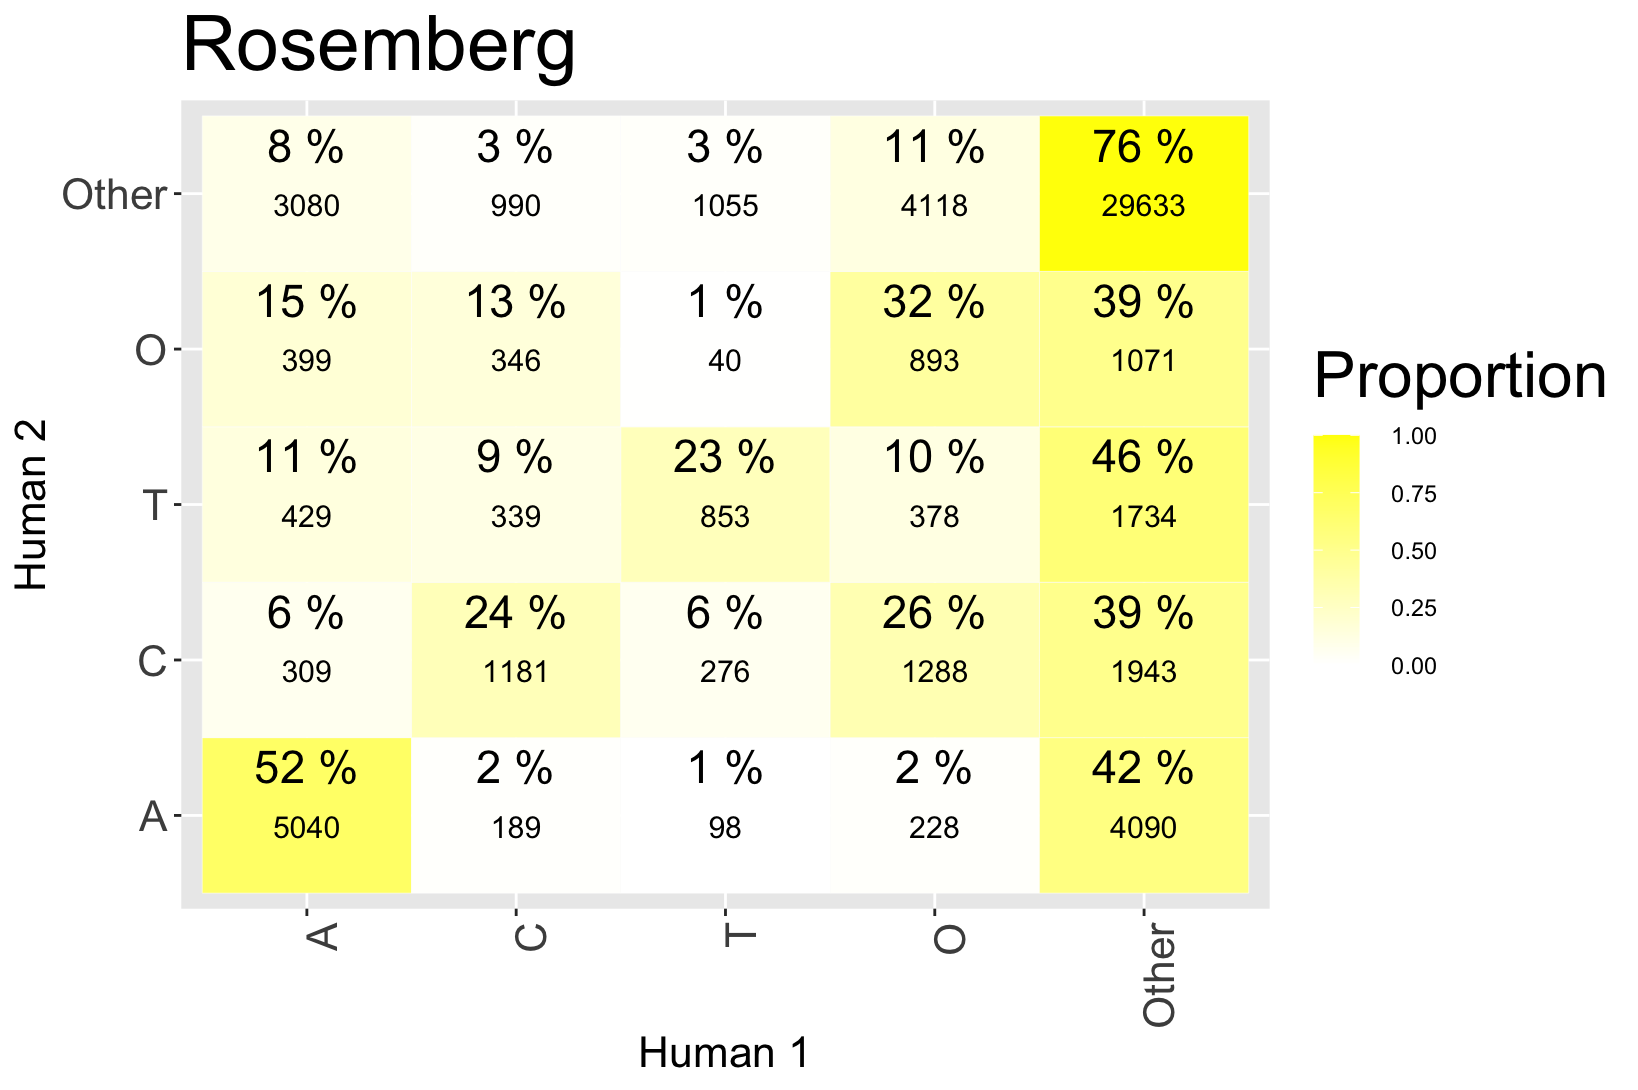 Rosemberg
Other
8 % 3 % 3 % 11 % 76 %
3080 990 1055 4118 29633
O
15 % 13 % 1 % 32 % 39 %
399 346 40 893 1071
T
11 % 9 % 23 % 10 % 46 %
429 339 853 378 1734
C
6 % 24 % 6 % 26 % 39 %
309 1181 276 1288 1943
A
52 % 2 % 1 % 2 % 42 %
5040 189 98 228 4090
Human 2
A C T O Other
Human 1
Proportion
1.00
0.75
0.50
0.25
0.00